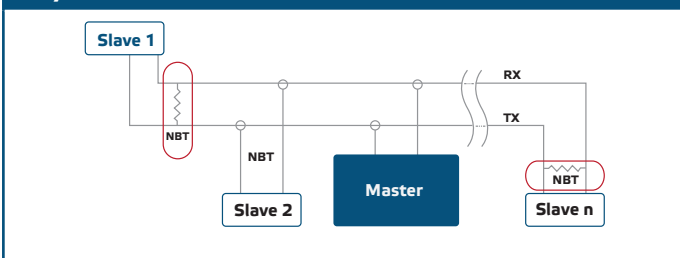 Slave 1
RX
TX
NBT
NBT
Master
NBT
Slave 2
Slave n